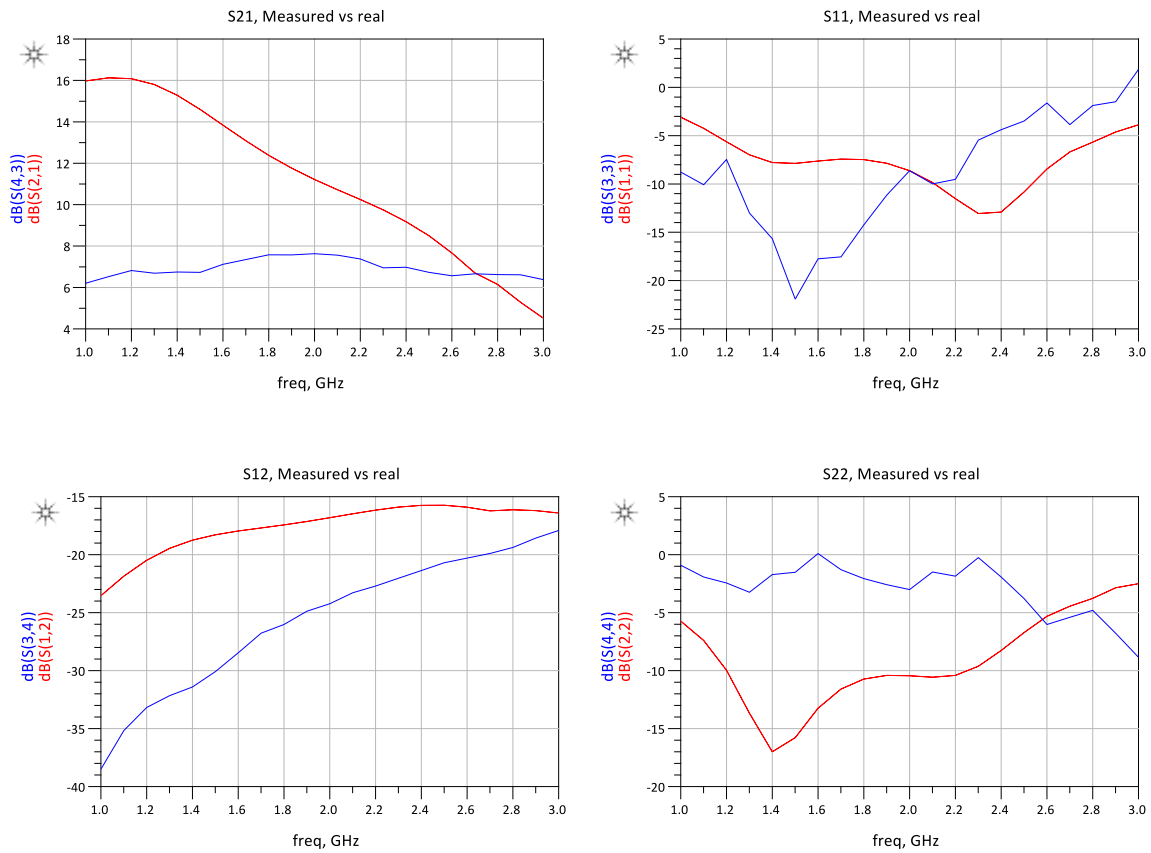 S21, Measured vs real
18
16
14
12
10
8
6
4
dB(S(4,3))
dB(S(2,1))
1.0 1.2 1.4 1.6 1.8 2.0 2.2 2.4 2.6 2.8 3.0
freq, GHz
S11, Measured vs real
5
0
-5
-10
-15
-20
-25
dB(S(3,3))
dB(S(1,1))
1.0 1.2 1.4 1.6 1.8 2.0 2.2 2.4 2.6 2.8 3.0
freq, GHz
S12, Measured vs real
-15
-20
-25
-30
-35
-40
dB(S(3,4))
dB(S(1,2))
1.0 1.2 1.4 1.6 1.8 2.0 2.2 2.4 2.6 2.8 3.0
freq, GHz
S22, Measured vs real
5
0
-5
-10
-15
-20
dB(S(4,4))
dB(S(2,2))
1.0 1.2 1.4 1.6 1.8 2.0 2.2 2.4 2.6 2.8 3.0
freq, GHz